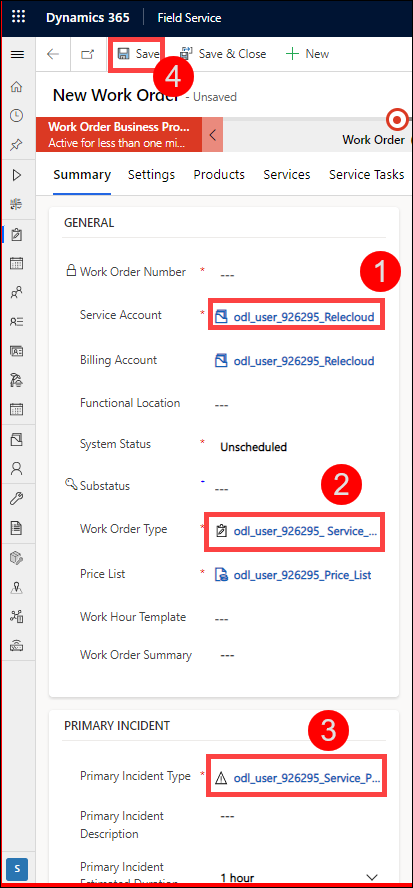 Dynamics 365 Field Service
Save Save & Close New
4
New Work Order - Unsaved
Work Order Business Pro...
Active for less than one mi...
Work Order
Summary Settings Products Services Service Tasks
GENERAL
1
Work Order Number * ---
Service Account * odl_user_926295_Relecloud
Billing Account odl_user_926295_Relecloud
Functional Location ---
System Status * Unscheduled
2
Substatus - ---
Work Order Type * odl_user_926295_ Service_...
Price List * odl_user_926295_Price_List
Work Hour Template ---
Work Order Summary ---
PRIMARY INCIDENT
3
Primary Incident Type * odl_user_926295_Service_P...
Primary Incident ---
Description
Primary Incident
Estimated Duration 1 hour
S